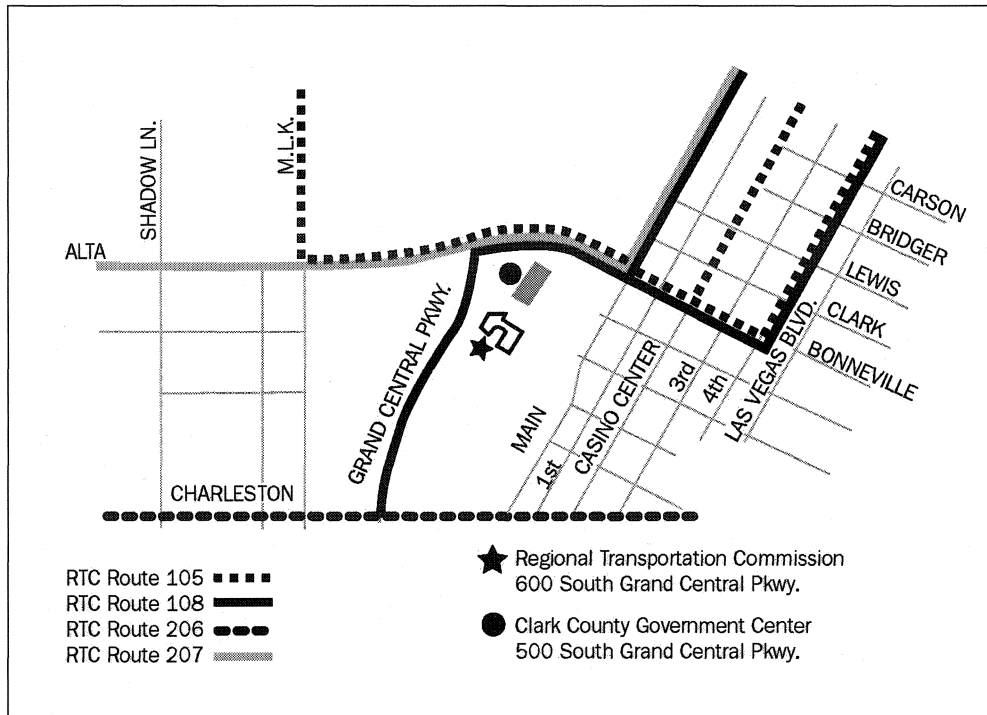 SHADOW LN.
M.L.K.
ALTA
CARSON
BRIDGER
LEWIS
CLARK
BONNEVILLE
GRAND CENTRAL PKWY.
MAIN
1st
CASINO CENTER
3rd
4th
LAS VEGAS BLVD.
CHARLESTON
RTC Route 105
RTC Route 108
RTC Route 206
RTC Route 207
Regional Transportation Commission
600 South Grand Central Pkwy.
Clark County Government Center
500 South Grand Central Pkwy.